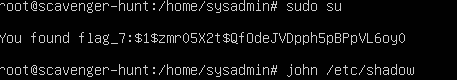 root@scavenger-hunt:/home/sysadmin# sudo su
You found flag_7:$1$zmr05X2t$QfOdeJVDpph5pBPpVL6oy0
root@scavenger-hunt:/home/sysadmin# john /etc/shadow